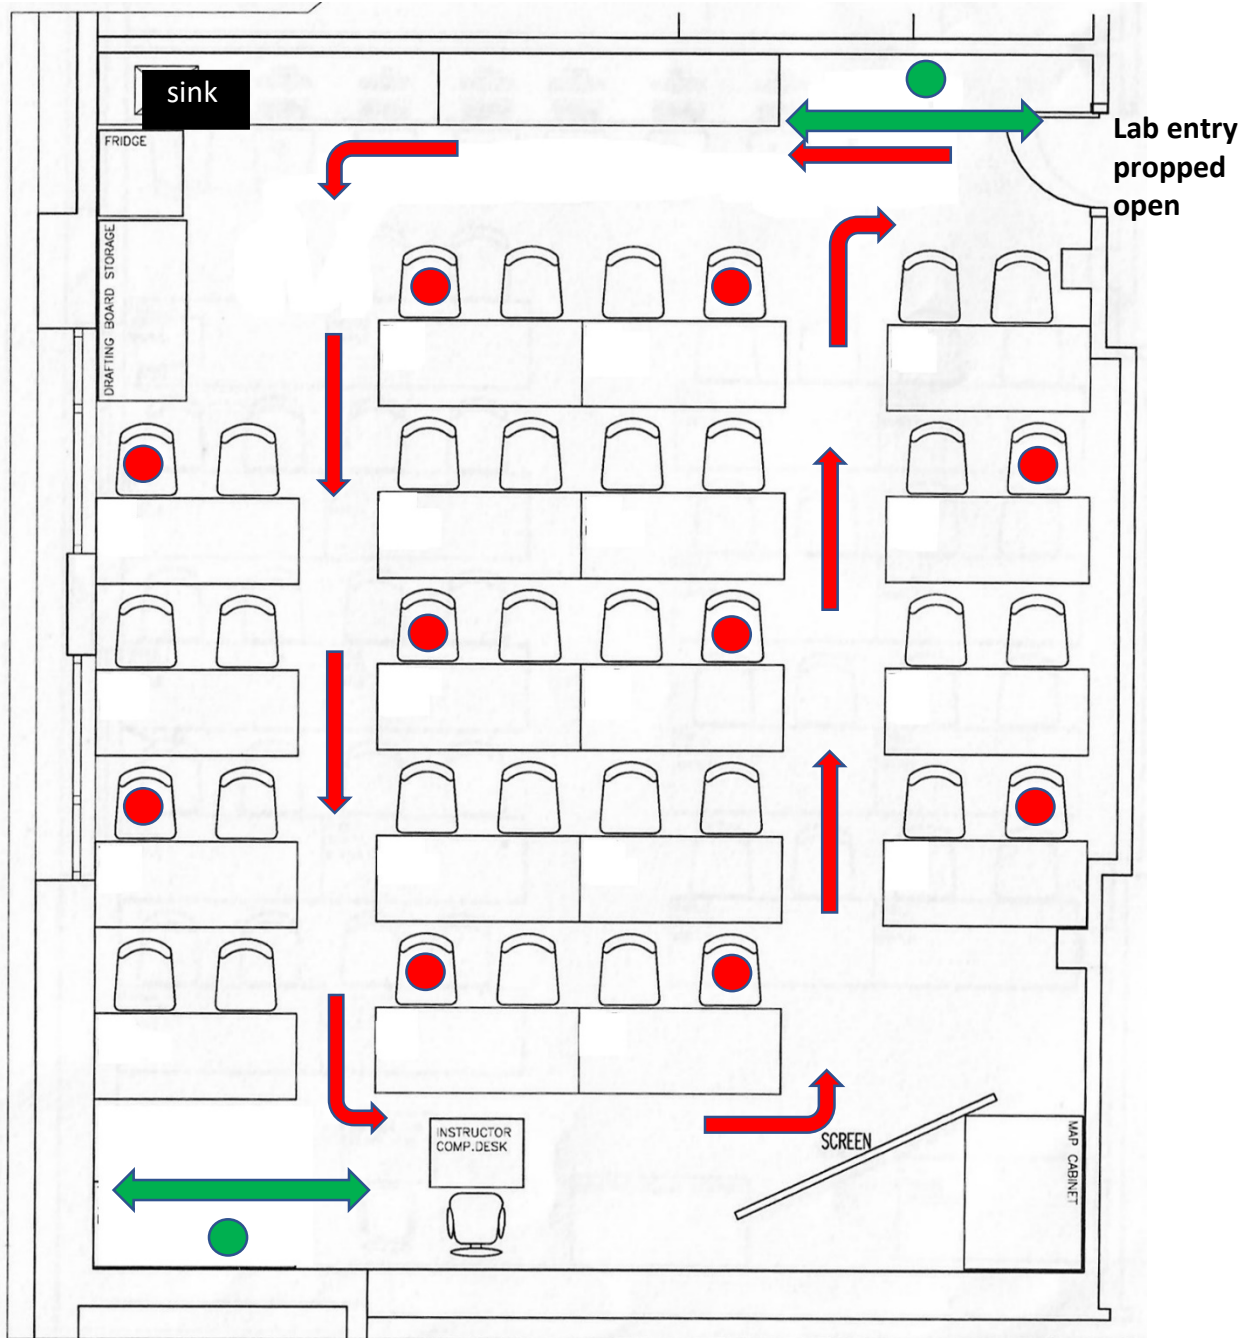 sink
Lab entry
propped
open
FRIDGE
DRAFTING BOARD STORAGE
INSTRUCTOR
COMP.DESK
SCREEN
MAP CABINET